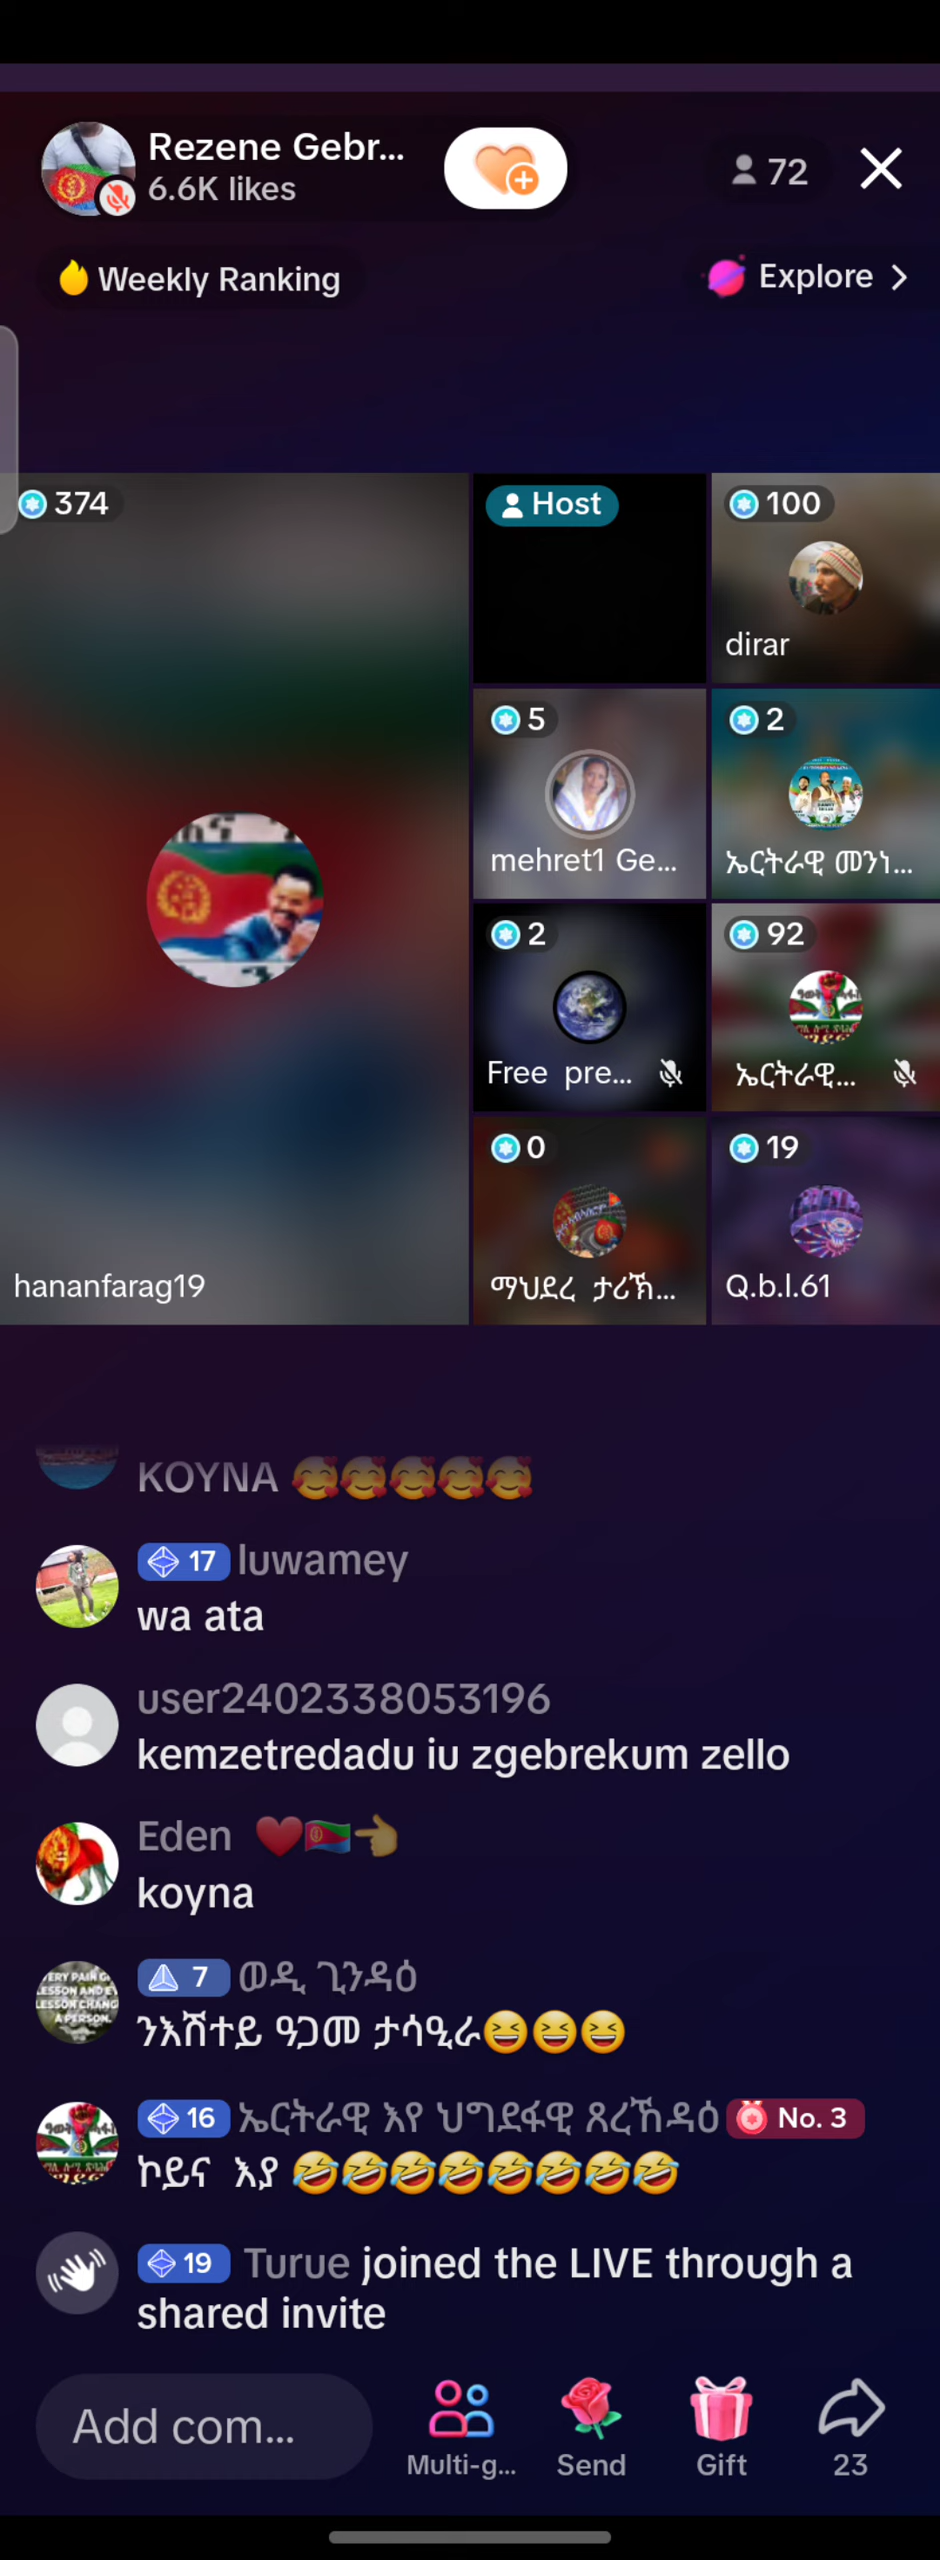 Rezene Gebr...
6.6K likes
72
Weekly Ranking
Explore
374
Host
100
dirar
5
2
mehret1 Ge...
ኤርትራዊ መንነ...
2
92
Free pre...
ኤርትራዊ...
0
19
hananfarag19
ማህደረ ታሪኽ...
Q.b.l.61
KOYNA 🥰🥰🥰🥰🥰
17 luwamey
wa ata
user2402338053196
kemzetredadu iu zgebrekum zello
Eden ❤️🇪🇷👈
koyna
7 ወዲ ጊንዳዕ
ንእሽተይ ዓጋመ ታሳዒራ😆😆😆
16 ኤርትራዊ እየ ህግደፋዊ ጸረኸዳዕ No. 3
ኮይና እያ 🤣🤣🤣🤣🤣🤣🤣🤣
19 Turue joined the LIVE through a
shared invite
Add com...
Multi-g...
Send
Gift
23